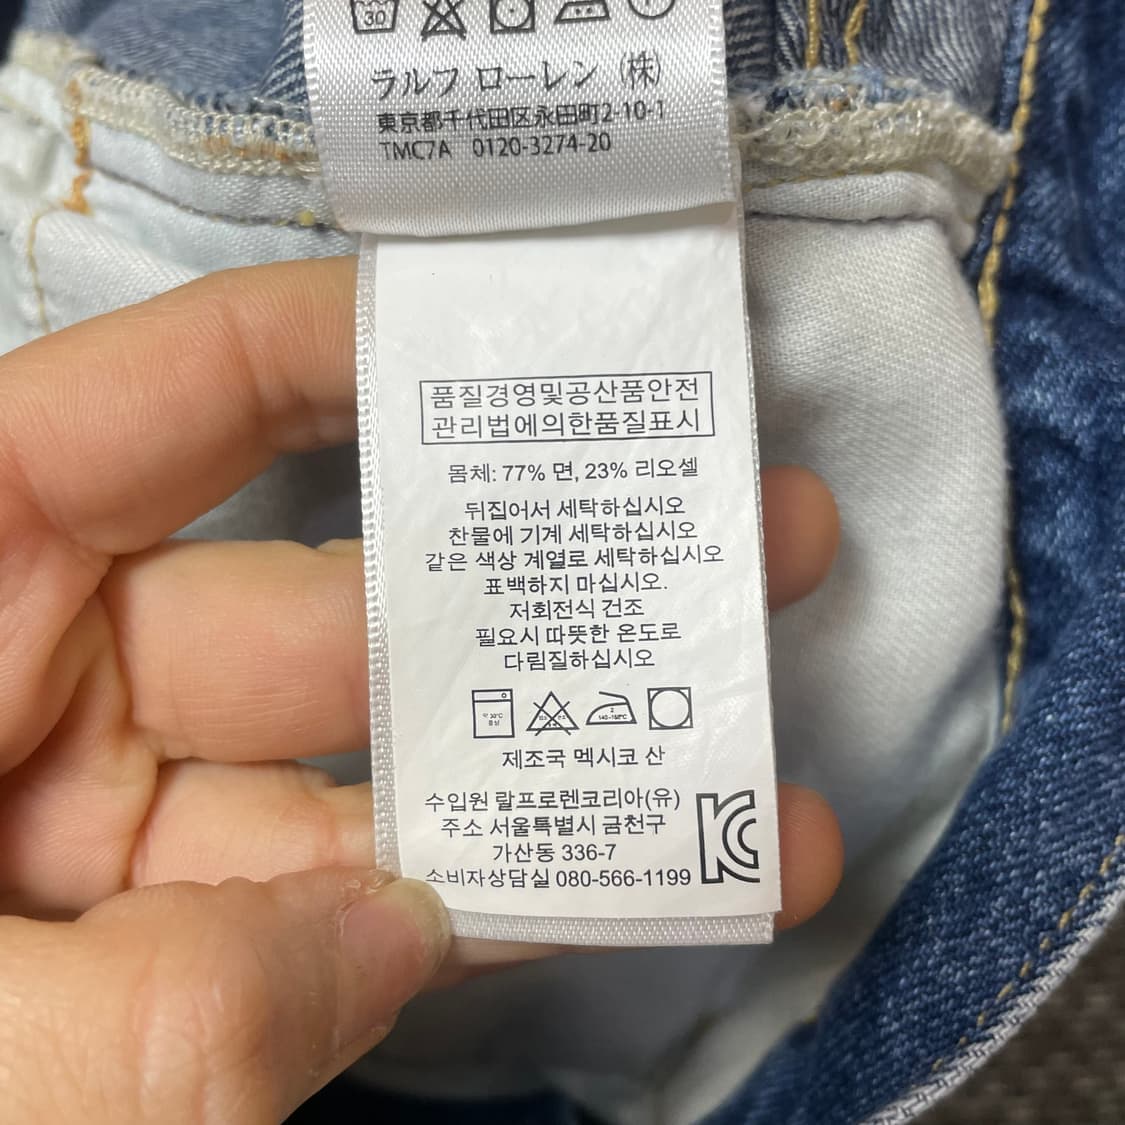 30
ラルフ ローレン (株)
東京都千代田区永田町2-10-1
TMC7A 0120-3274-20
품질경영및공산품안전
관리법에의한품질표시
몸체: 77% 면, 23% 리오셀
뒤집어서 세탁하십시오
찬물에 기계 세탁하십시오
같은 색상 계열로 세탁하십시오
표백하지 마십시오.
저회전식 건조
필요시 따뜻한 온도로
다림질하십시오
약 30°C 2
중성 140-160°C
제조국 멕시코 산
수입원 랄프로렌코리아(유)
주소 서울특별시 금천구
가산동 336-7
소비자상담실 080-566-1199